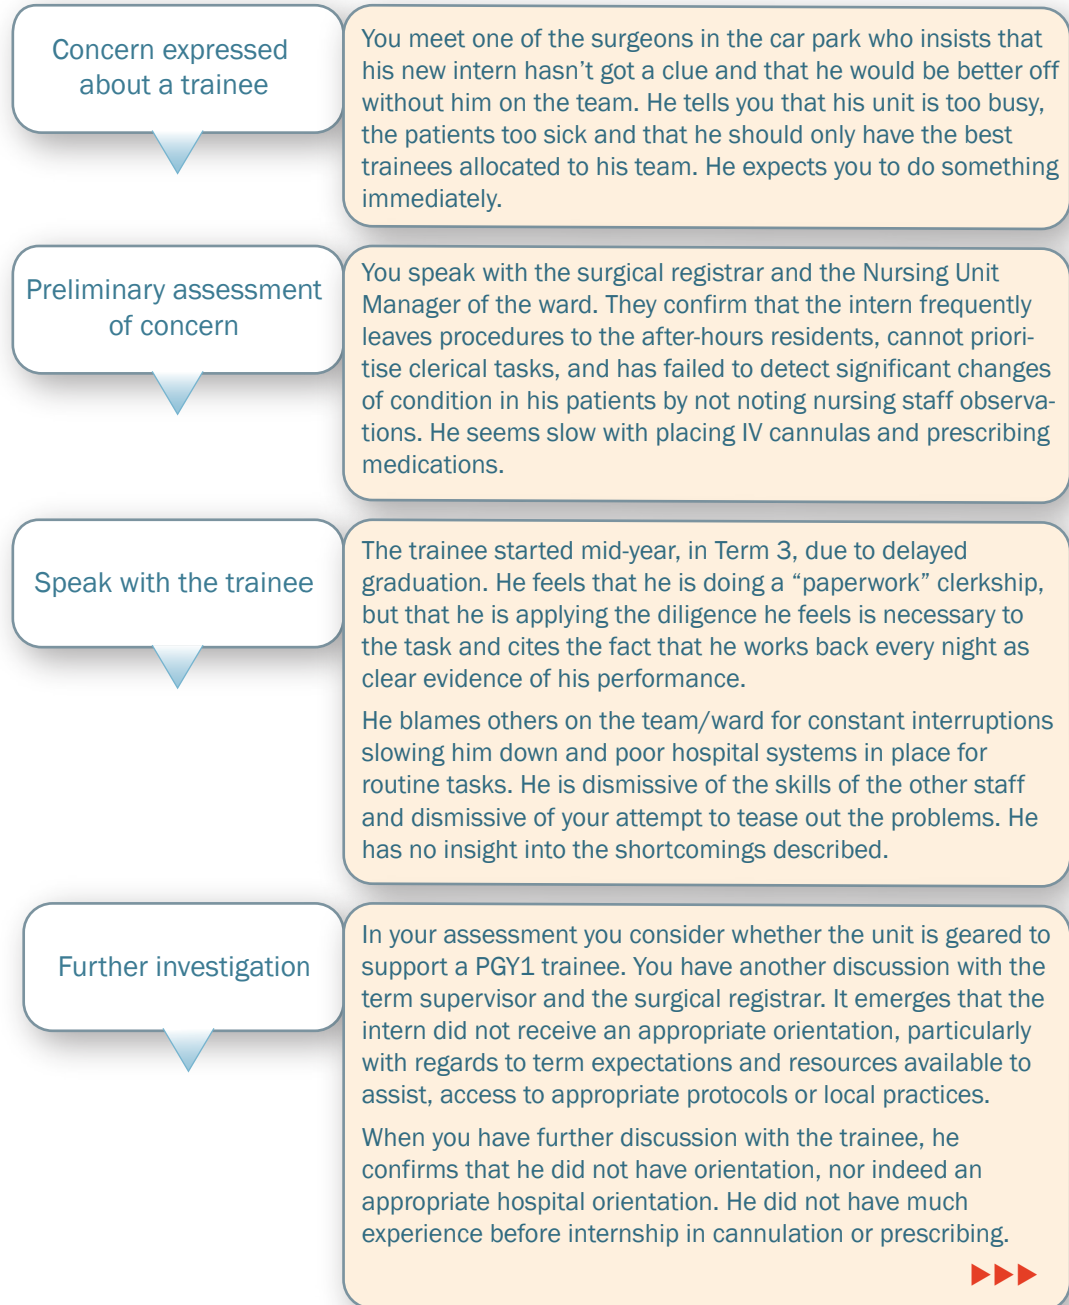 Concern expressed
about a trainee
You meet one of the surgeons in the car park who insists that
his new intern hasn't got a clue and that he would be better off
without him on the team. He tells you that his unit is too busy,
the patients too sick and that he should only have the best
trainees allocated to his team. He expects you to do something
immediately.
Preliminary assessment
of concern
You speak with the surgical registrar and the Nursing Unit
Manager of the ward. They confirm that the intern frequently
leaves procedures to the after-hours residents, cannot priori-
tise clerical tasks, and has failed to detect significant changes
of condition in his patients by not noting nursing staff observa-
tions. He seems slow with placing IV cannulas and prescribing
medications.
Speak with the trainee
The trainee started mid-year, in Term 3, due to delayed
graduation. He feels that he is doing a “paperwork” clerkship,
but that he is applying the diligence he feels is necessary to
the task and cites the fact that he works back every night as
clear evidence of his performance.
He blames others on the team/ward for constant interruptions
slowing him down and poor hospital systems in place for
routine tasks. He is dismissive of the skills of the other staff
and dismissive of your attempt to tease out the problems. He
has no insight into the shortcomings described.
Further investigation
In your assessment you consider whether the unit is geared to
support a PGY1 trainee. You have another discussion with the
term supervisor and the surgical registrar. It emerges that the
intern did not receive an appropriate orientation, particularly
with regards to term expectations and resources available to
assist, access to appropriate protocols or local practices.
When you have further discussion with the trainee, he
confirms that he did not have orientation, nor indeed an
appropriate hospital orientation. He did not have much
experience before internship in cannulation or prescribing.